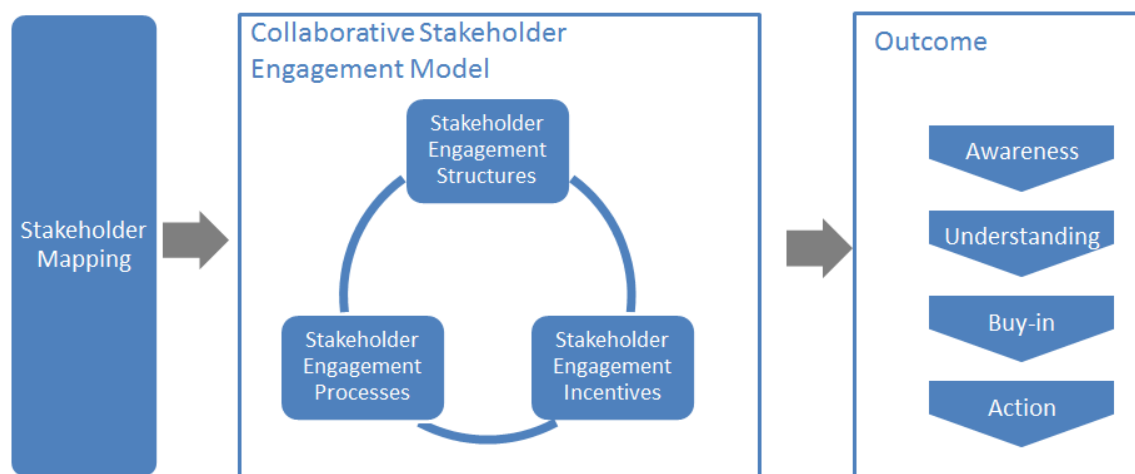 Stakeholder
Mapping
Collaborative Stakeholder
Engagement Model
Stakeholder
Engagement
Structures
Stakeholder
Engagement
Processes
Stakeholder
Engagement
Incentives
Outcome
Awareness
Understanding
Buy-in
Action